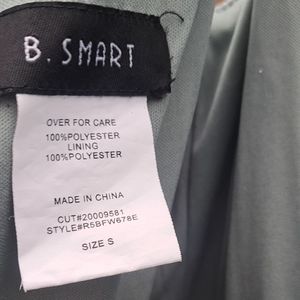 B. SMART
OVER FOR CARE
100%POLYESTER
LINING
100%POLYESTER
MADE IN CHINA
CUT#20009581
STYLE#R5BFW678E
SIZE S